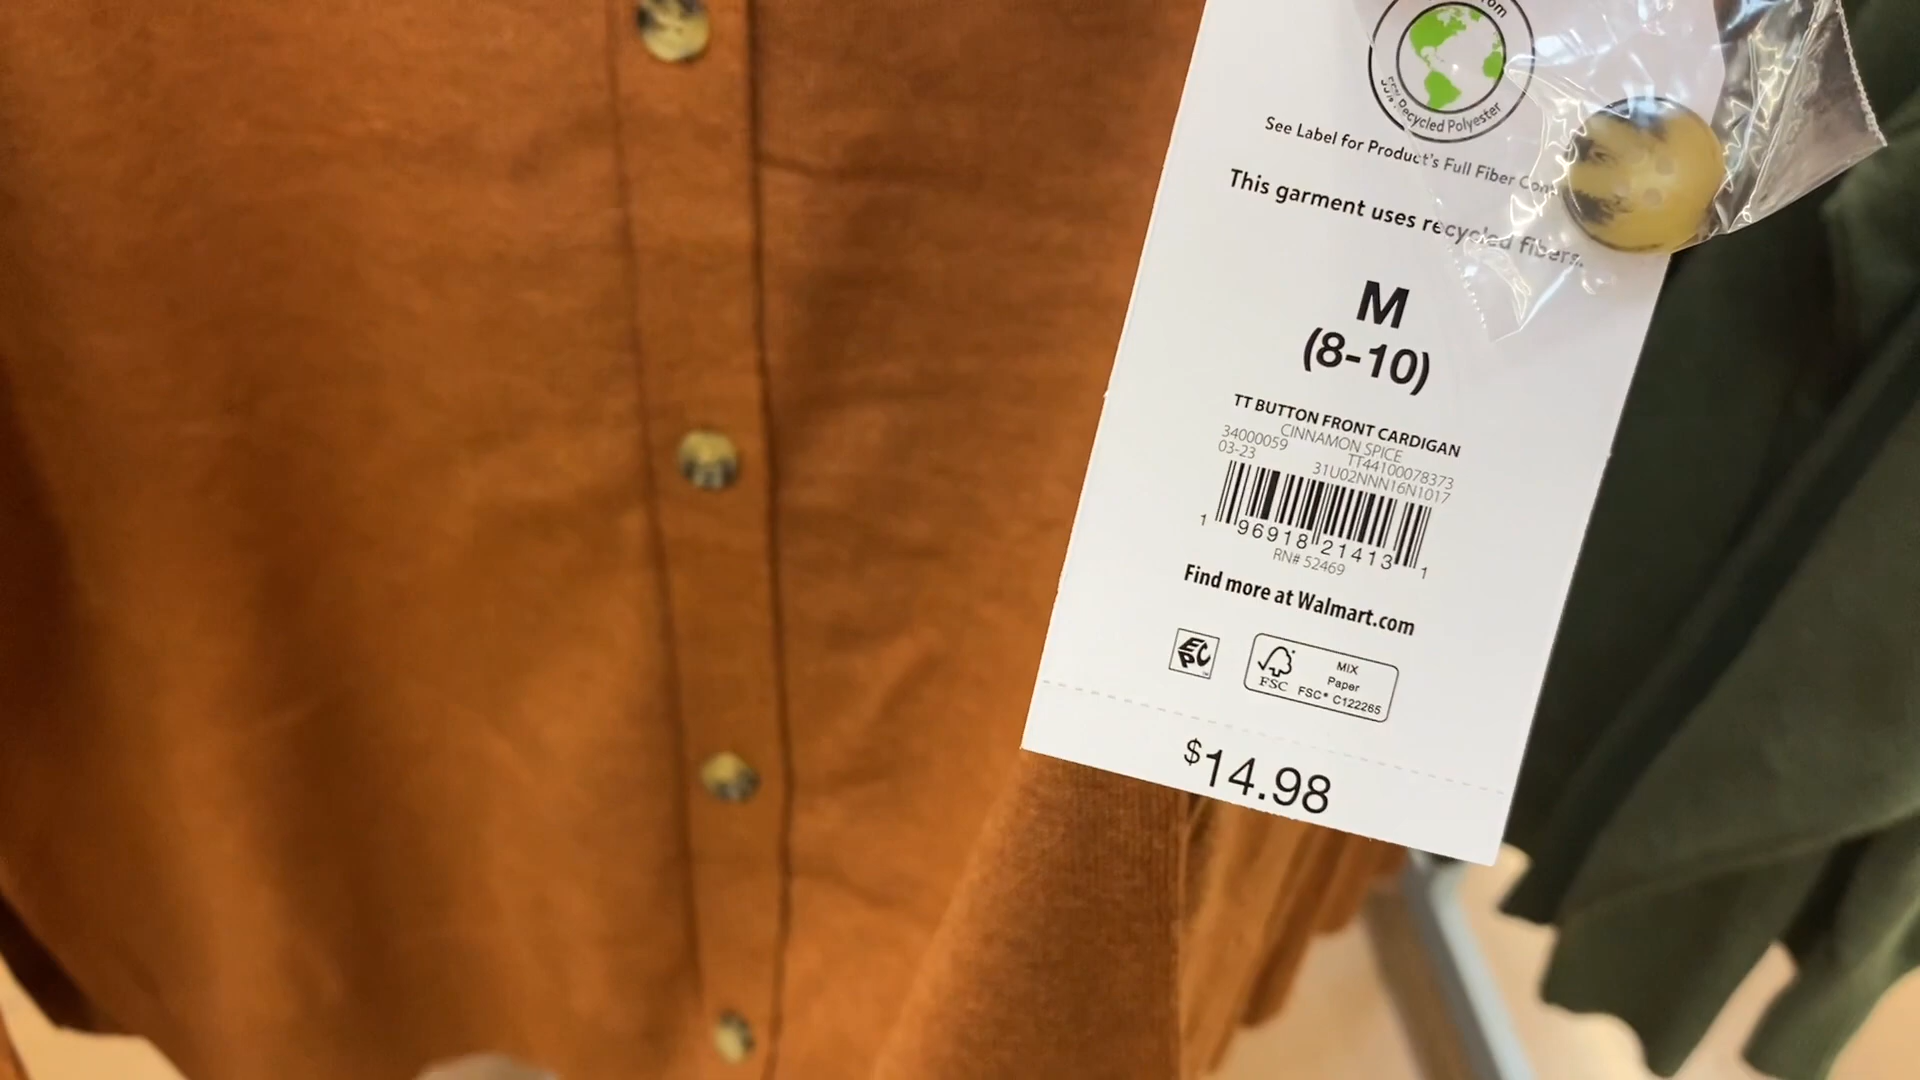 55% Recycled Polyester
See Label for Product's Full Fiber
This garment uses recycled fibers.
M
(8-10)
TT BUTTON FRONT CARDIGAN
CINNAMON SPICE
34000059 TT44100078373
03-23 31U02NNN16N1017
1 96918 21413 1
RN# 52469
Find more at Walmart.com
EPC
FSC
MIX
Paper
FSC® C122265
$14.98